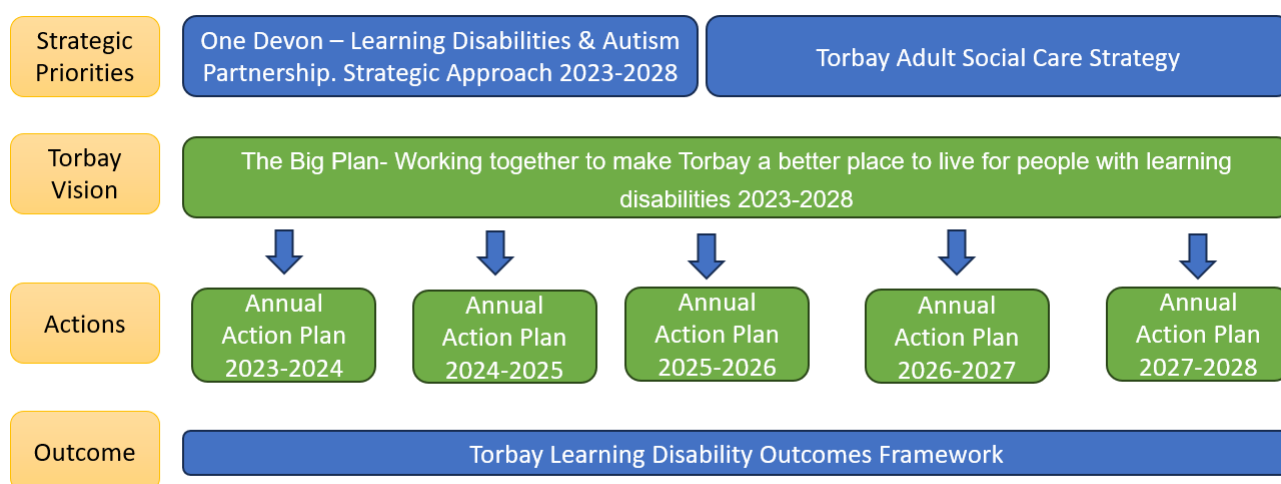 Strategic
Priorities
One Devon – Learning Disabilities & Autism
Partnership. Strategic Approach 2023-2028
Torbay Adult Social Care Strategy
Torbay
Vision
The Big Plan- Working together to make Torbay a better place to live for people with learning
disabilities 2023-2028
Actions
Annual
Action Plan
2023-2024
Annual
Action Plan
2024-2025
Annual
Action Plan
2025-2026
Annual
Action Plan
2026-2027
Annual
Action Plan
2027-2028
Outcome
Torbay Learning Disability Outcomes Framework